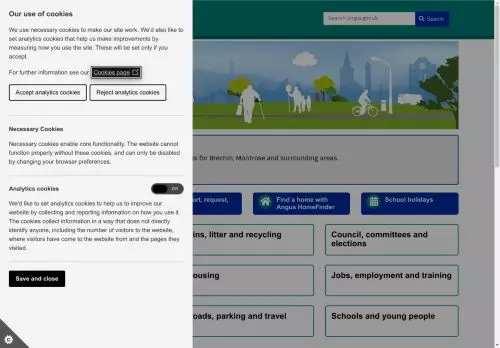 Our use of cookies
We use necessary cookies to make our site work. We'd also like to
set analytics cookies that help us make improvements by
measuring how you use the site. These will be set only if you
accept.
For further information see our Cookies page
Accept analytics cookies
Reject analytics cookies
Necessary Cookies
Necessary cookies enable core functionality. The website cannot
function properly without these cookies, and can only be disabled
by changing your browser preferences.
Analytics cookies
On
We'd like to set analytics cookies to help us to improve our
website by collecting and reporting information on how you use it.
The cookies collect information in a way that does not directly
identify anyone, including the number of visitors to the website,
where visitors have come to the website from and the pages they
visited.
Save and close
Search Angus.gov.uk
Search
for Brechin, Montrose and surrounding areas.
request,
Find a home with
Angus HomeFinder
School holidays
litter and recycling
Council, committees and
elections
Jobs, employment and training
parking and travel
Schools and young people